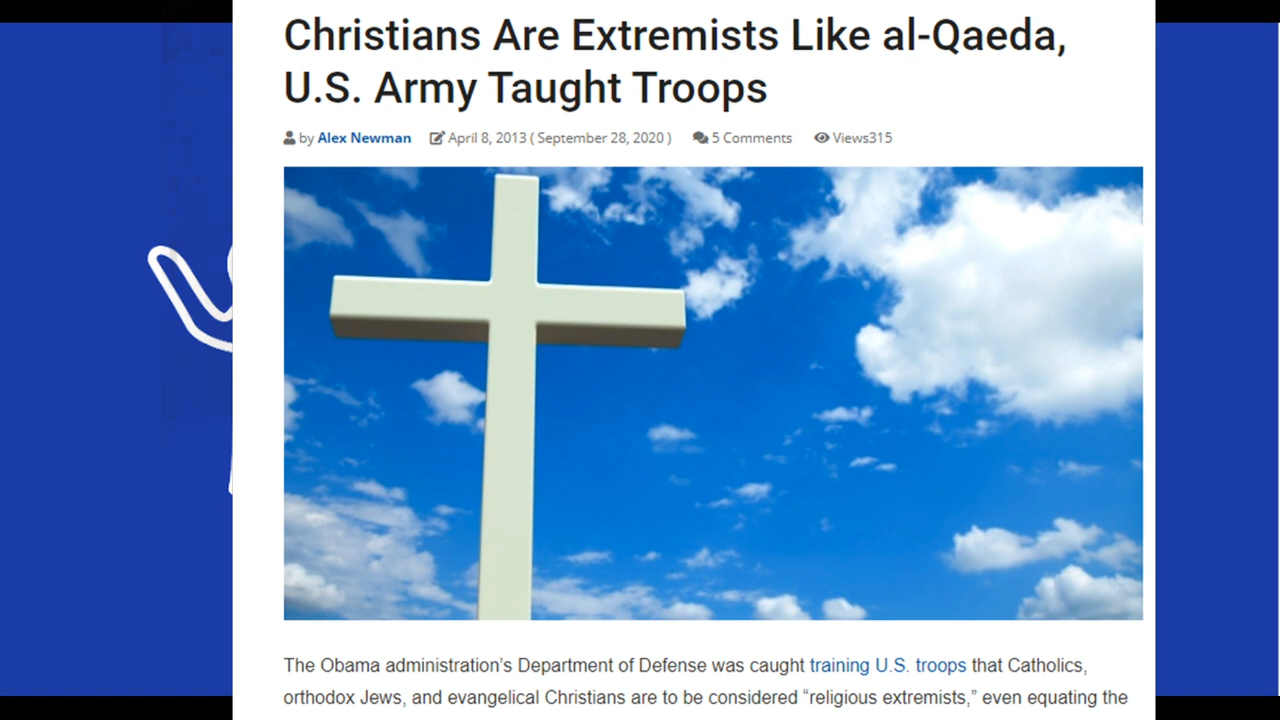 Christians Are Extremists Like al-Qaeda,
U.S. Army Taught Troops
by Alex Newman April 8, 2013 ( September 28, 2020 ) 5 Comments Views315
The Obama administration’s Department of Defense was caught training U.S. troops that Catholics,
orthodox Jews, and evangelical Christians are to be considered “religious extremists,” even equating the